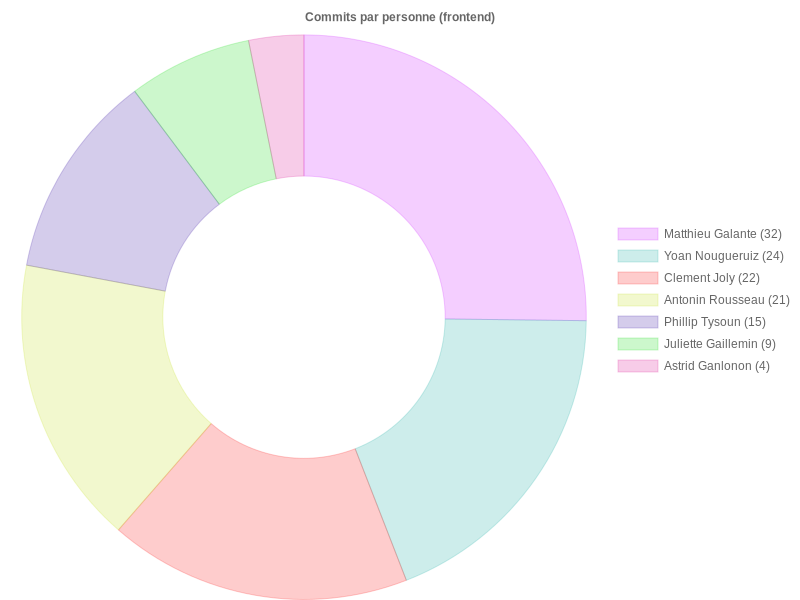 Commits par personne (frontend)
Matthieu Galante (32)
Yoan Nougueruiz (24)
Clement Joly (22)
Antonin Rousseau (21)
Phillip Tysoun (15)
Juliette Gaillemin (9)
Astrid Ganlonon (4)